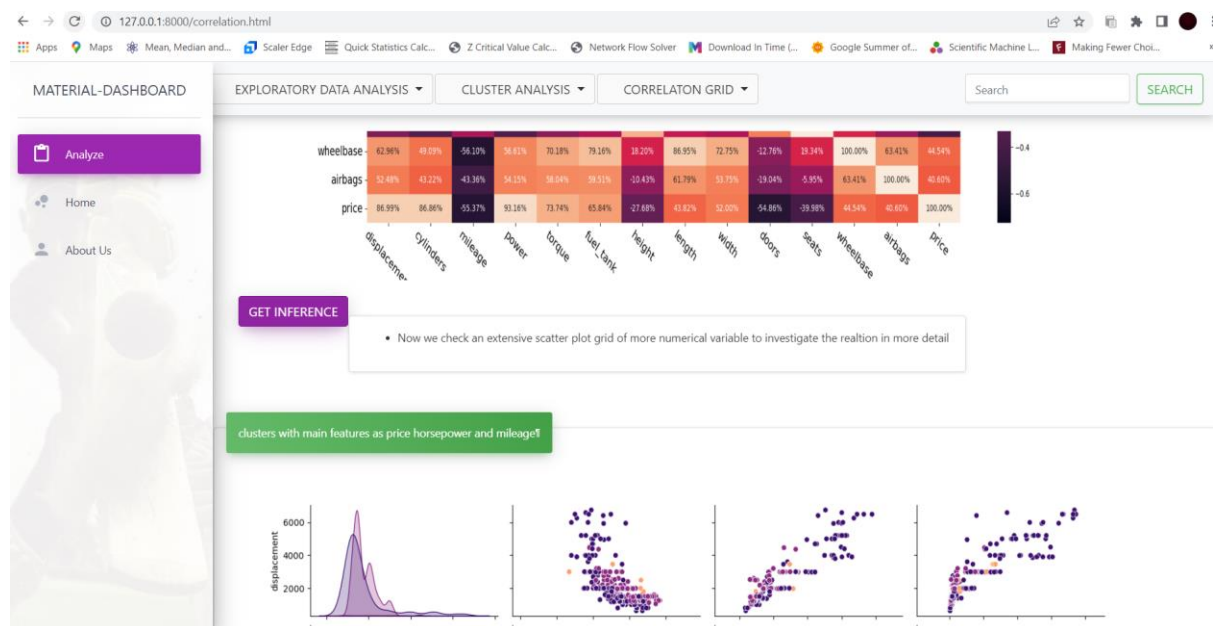 127.0.0.1:8000/correlation.html
Apps Maps Mean, Median and... Scaler Edge Quick Statistics Calc... Z Critical Value Calc... Network Flow Solver Download In Time (... Google Summer of... Scientific Machine L... Making Fewer Choi...
MATERIAL-DASHBOARD
EXPLORATORY DATA ANALYSIS CLUSTER ANALYSIS CORRELATON GRID Search SEARCH
Analyze
Home
About Us
wheelbase 62.96% 49.09% -56.10% 56.61% 70.18% 79.16% 18.20% 86.95% 72.75% -12.76% 19.34% 100.00% 63.41% 44.54% -0.4
airbags 52.48% 43.22% -43.36% 54.15% 58.04% 59.51% -10.43% 61.79% 53.75% -19.04% -5.95% 63.41% 100.00% 40.60%
price 86.99% 86.86% -55.37% 93.16% 73.74% 65.84% -27.68% 43.82% 52.00% -54.86% -39.98% 44.54% 40.60% 100.00% -0.6
displacemen cylinders mileage power torque fuel_tank height length width doors seats wheelbase airbags price
GET INFERENCE
• Now we check an extensive scatter plot grid of more numerical variable to investigate the realtion in more detail
clusters with main features as price horsepower and mileage¶
6000
4000
2000
displacement